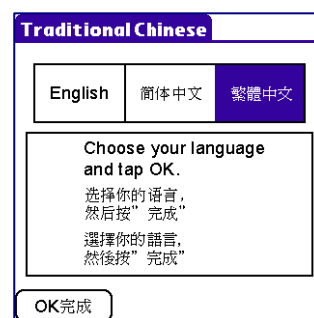 Traditional Chinese
English 简体中文 繁體中文
Choose your language
and tap OK.
选择你的语言,
然后按”完成”
選擇你的語言,
然後按”完成”
OK完成